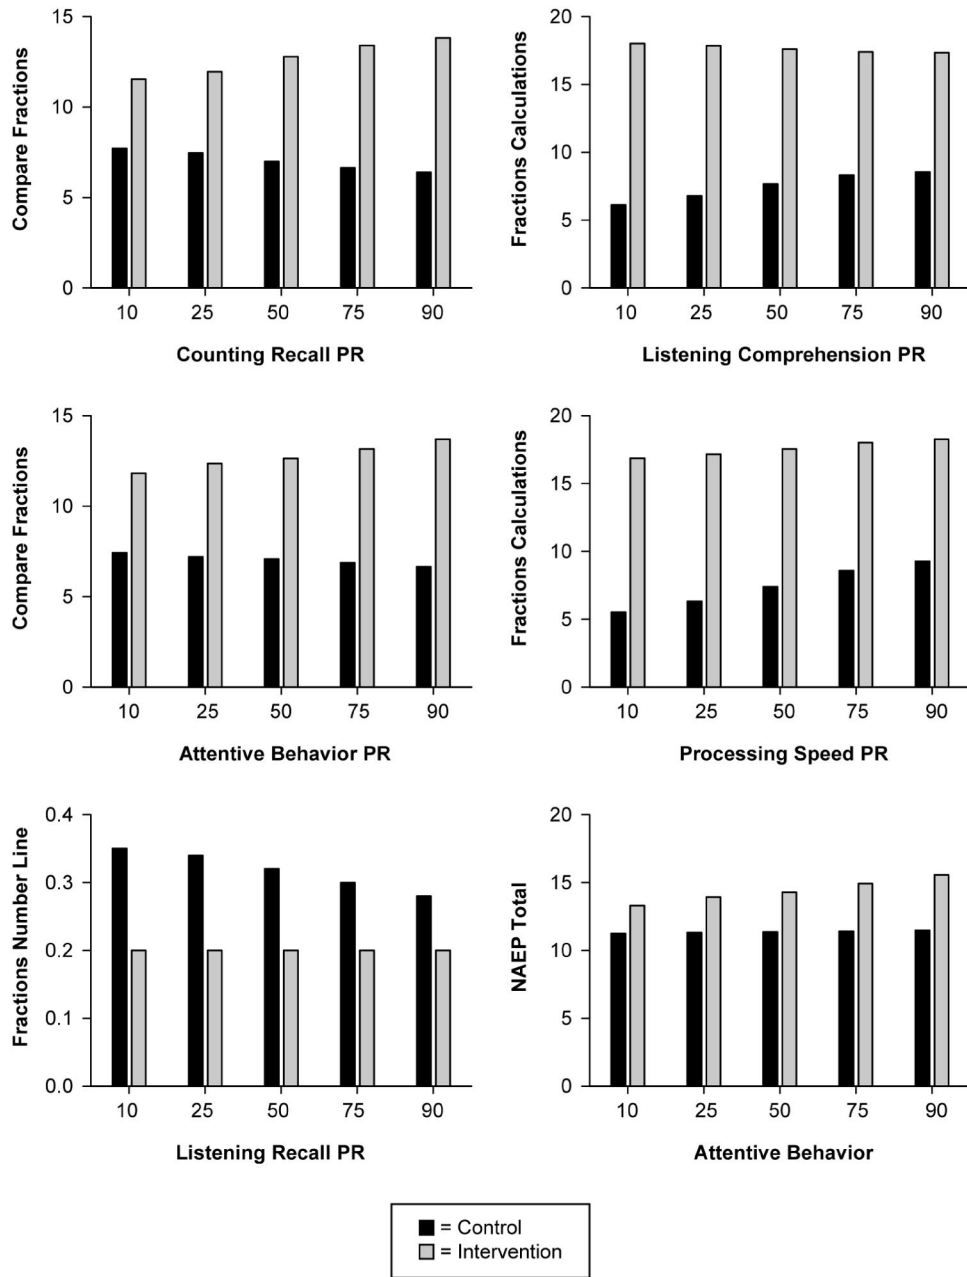 Compare Fractions
15
10
5
0
10 25 50 75 90
Counting Recall PR
Fractions Calculations
20
15
10
5
0
10 25 50 75 90
Listening Comprehension PR
Compare Fractions
15
10
5
0
10 25 50 75 90
Attentive Behavior PR
Fractions Calculations
20
15
10
5
0
10 25 50 75 90
Processing Speed PR
Fractions Number Line
0.4
0.3
0.2
0.1
0.0
10 25 50 75 90
Listening Recall PR
NAEP Total
20
15
10
5
0
10 25 50 75 90
Attentive Behavior
= Control
= Intervention